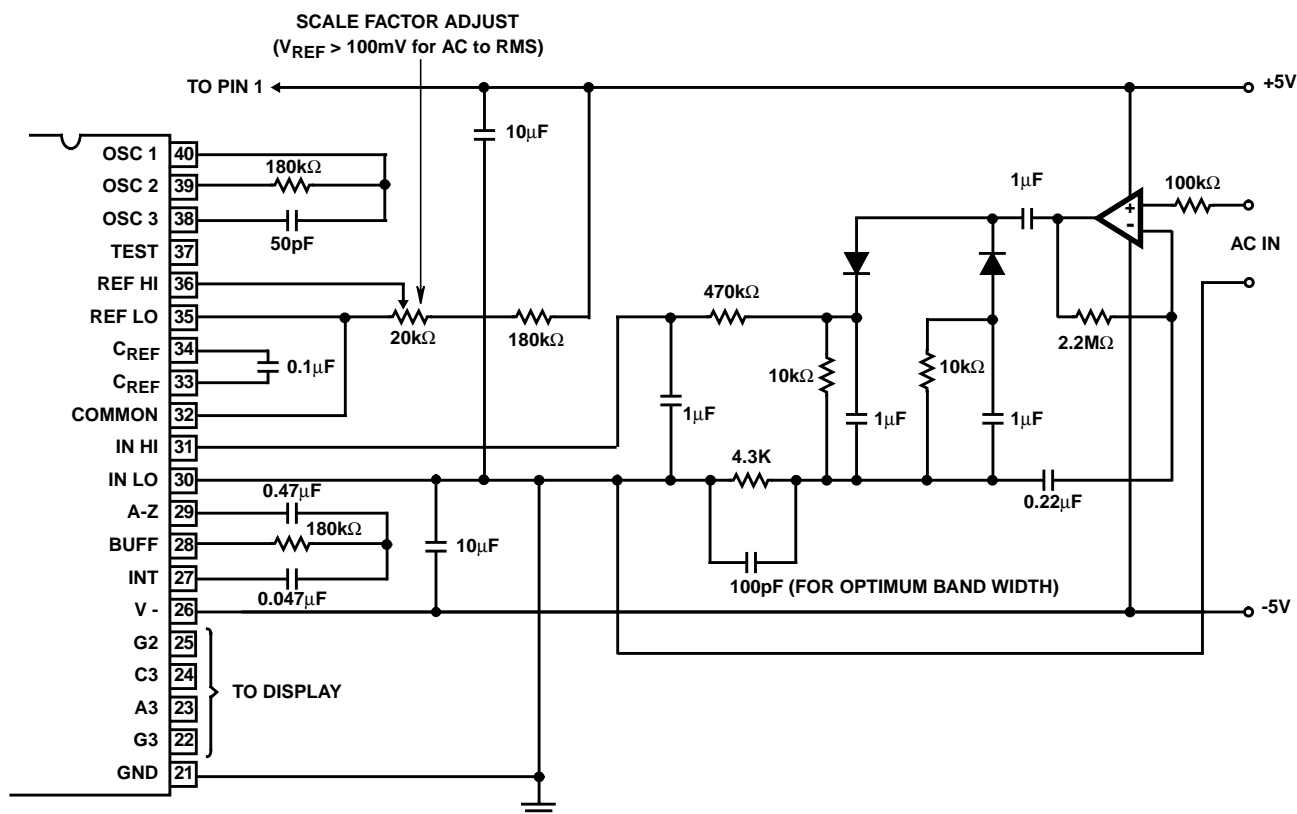 SCALE FACTOR ADJUST
(VREF > 100mV for AC to RMS)
TO PIN 1
+5V
10μF
OSC 1 40
180kΩ
OSC 2 39
OSC 3 38
50pF
TEST 37
REF HI 36
REF LO 35
20kΩ
180kΩ
CREF 34
0.1μF
CREF 33
COMMON 32
IN HI 31
IN LO 30
0.47μF
A-Z 29
180kΩ
BUFF 28
INT 27
0.047μF
V - 26
G2 25
C3 24
A3 23
G3 22
TO DISPLAY
GND 21
10μF
470kΩ
1μF
10kΩ
1μF
10kΩ
1μF
4.3K
100pF (FOR OPTIMUM BAND WIDTH)
0.22μF
1μF
+
-
100kΩ
AC IN
2.2MΩ
-5V